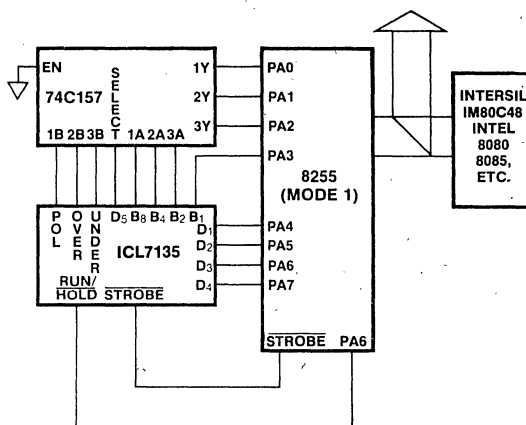 EN
SELECT
1Y
2Y
3Y
74C157
1B 2B 3B 1A 2A 3A
PA0
PA1
PA2
PA3
8255
(MODE 1)
PA4
PA5
PA6
PA7
STROBE PA6
INTERSIL
IM80C48
INTEL
8080
8085,
ETC.
POL
OVER
UNDER
D5 B8 B4 B2 B1
D1
D2
D3
D4
ICL7135
RUN/
HOLD STROBE